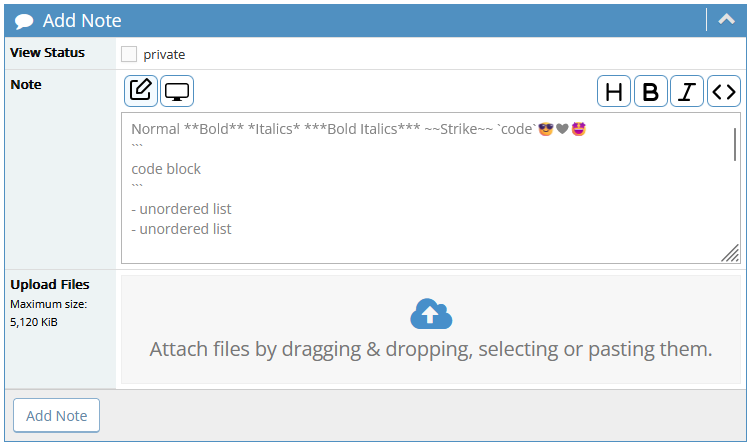 Add Note
View Status
private
Note
H B I <>
Normal **Bold** *Italics* ***Bold Italics*** ~~Strike~~ `code`😎🖤🤩
```
code block
```
- unordered list
- unordered list
Upload Files
Maximum size:
5,120 KiB
Attach files by dragging & dropping, selecting or pasting them.
Add Note